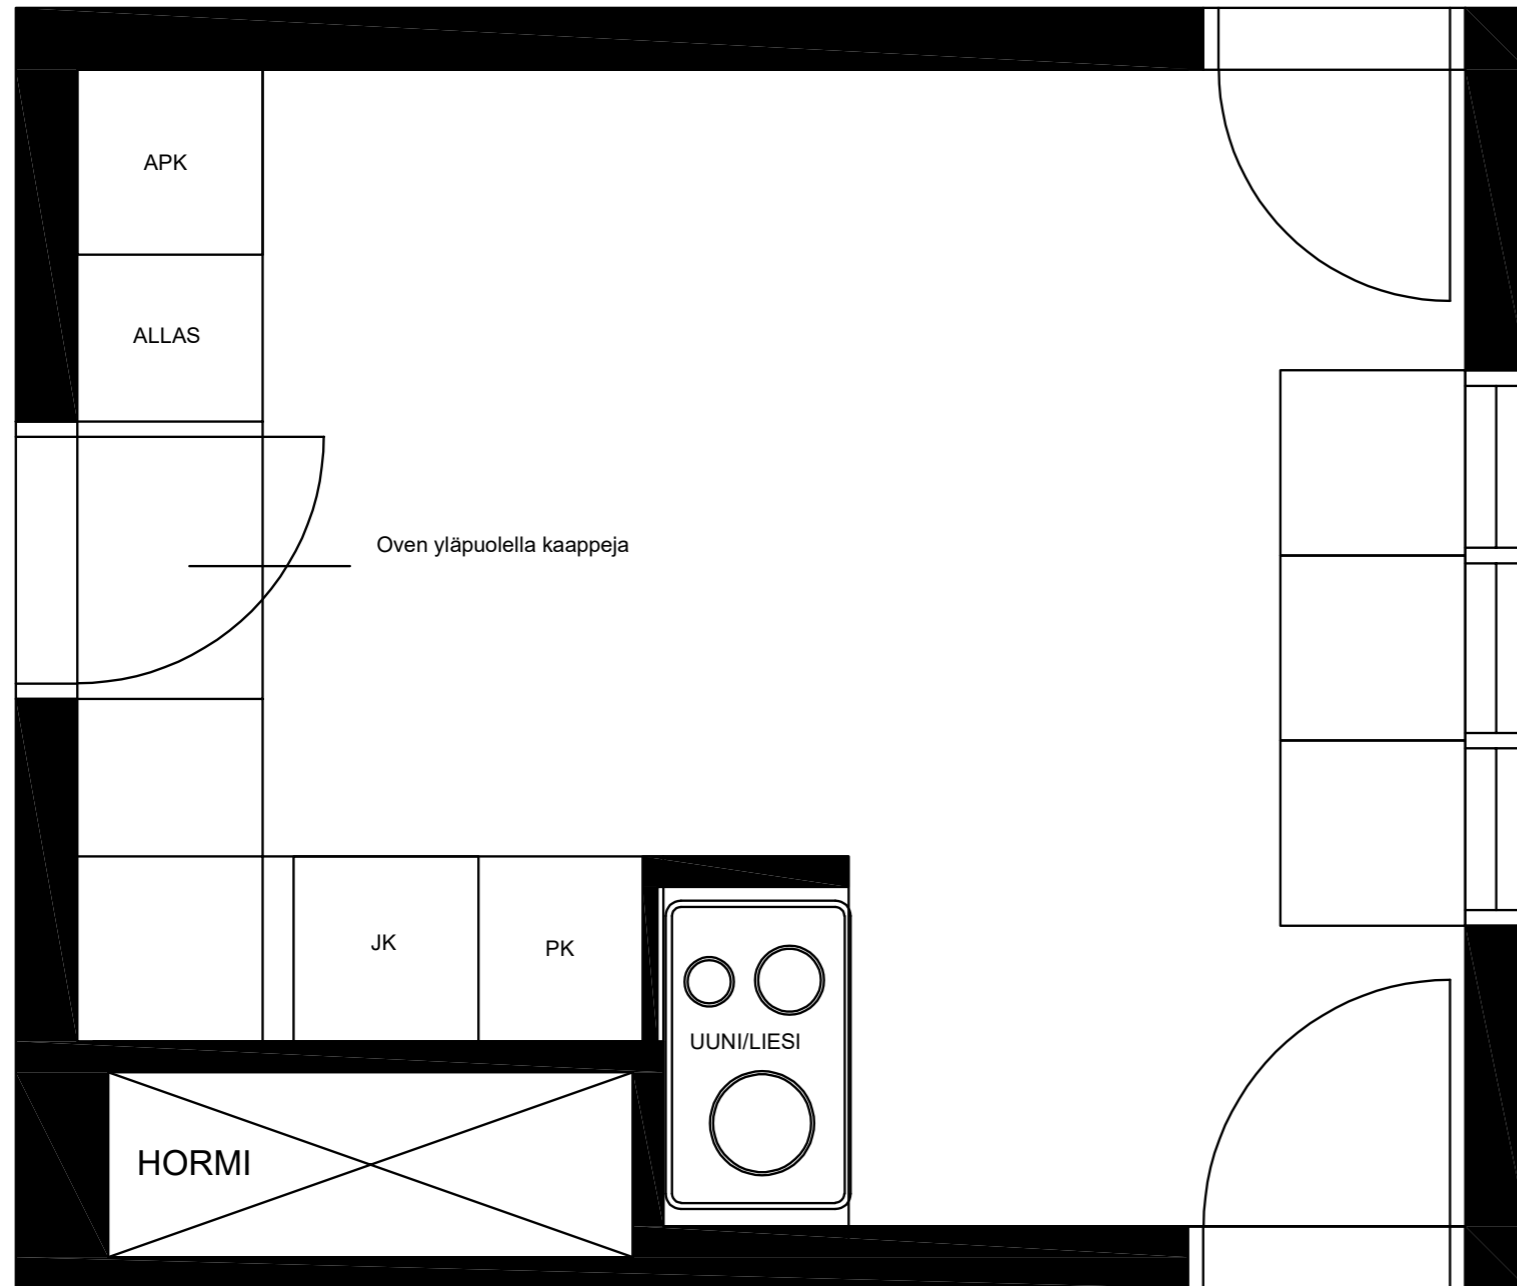 APK
ALLAS
Oven yläpuolella kaappeja
JK
PK
UUNI/LIESI
HORMI